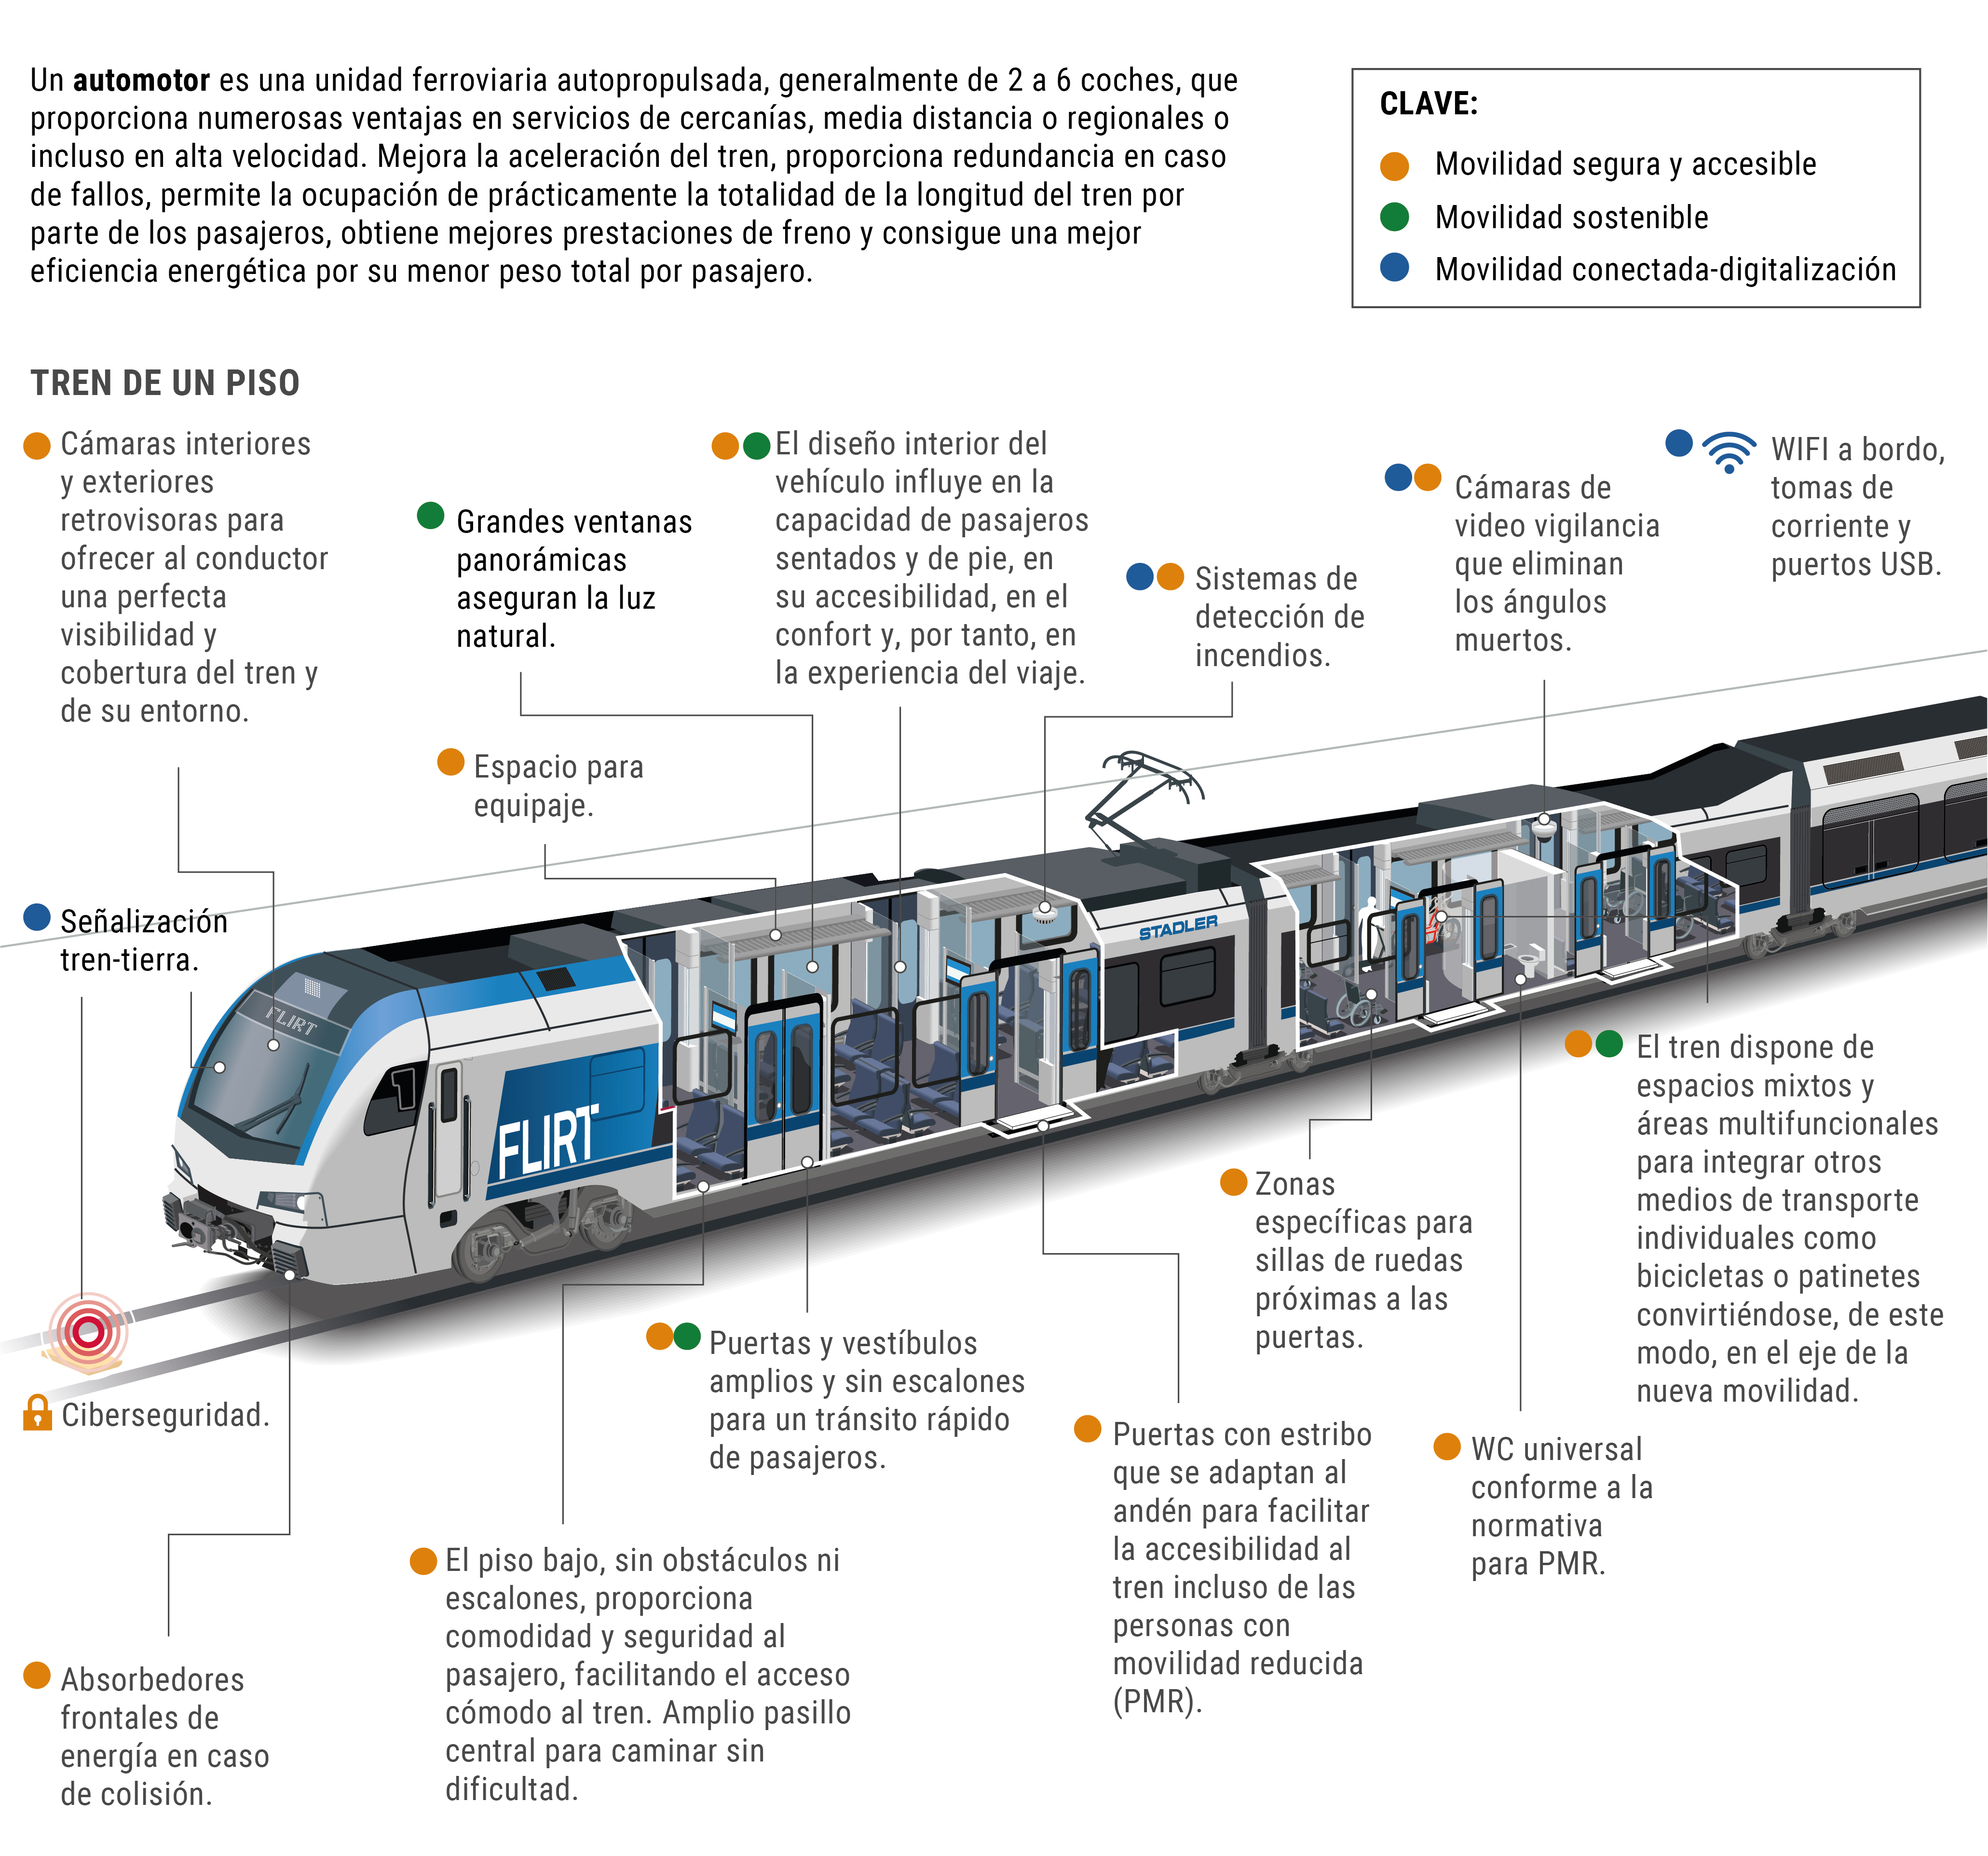 Un automotor es una unidad ferroviaria autopropulsada, generalmente de 2 a 6 coches, que
proporciona numerosas ventajas en servicios de cercanías, media distancia o regionales o
incluso en alta velocidad. Mejora la aceleración del tren, proporciona redundancia en caso
de fallos, permite la ocupación de prácticamente la totalidad de la longitud del tren por
parte de los pasajeros, obtiene mejores prestaciones de freno y consigue una mejor
eficiencia energética por su menor peso total por pasajero.
CLAVE:
Movilidad segura y accesible
Movilidad sostenible
Movilidad conectada-digitalización
TREN DE UN PISO
Cámaras interiores
y exteriores
retrovisoras para
ofrecer al conductor
una perfecta
visibilidad y
cobertura del tren y
de su entorno.
Grandes ventanas
panorámicas
aseguran la luz
natural.
El diseño interior del
vehículo influye en la
capacidad de pasajeros
sentados y de pie, en
su accesibilidad, en el
confort y, por tanto, en
la experiencia del viaje.
Sistemas de
detección de
incendios.
Cámaras de
video vigilancia
que eliminan
los ángulos
muertos.
WIFI a bordo,
tomas de
corriente y
puertos USB.
Espacio para
equipaje.
Señalización
tren-tierra.
STADLER
FLIRT
FLIRT
El tren dispone de
espacios mixtos y
áreas multifuncionales
para integrar otros
medios de transporte
individuales como
bicicletas o patinetes
convirtiéndose, de este
modo, en el eje de la
nueva movilidad.
Zonas
específicas para
sillas de ruedas
próximas a las
puertas.
Puertas y vestíbulos
amplios y sin escalones
para un tránsito rápido
de pasajeros.
Ciberseguridad.
Puertas con estribo
que se adaptan al
andén para facilitar
la accesibilidad al
tren incluso de las
personas con
movilidad reducida
(PMR).
WC universal
conforme a la
normativa
para PMR.
El piso bajo, sin obstáculos ni
escalones, proporciona
comodidad y seguridad al
pasajero, facilitando el acceso
cómodo al tren. Amplio pasillo
central para caminar sin
dificultad.
Absorbedores
frontales de
energía en caso
de colisión.